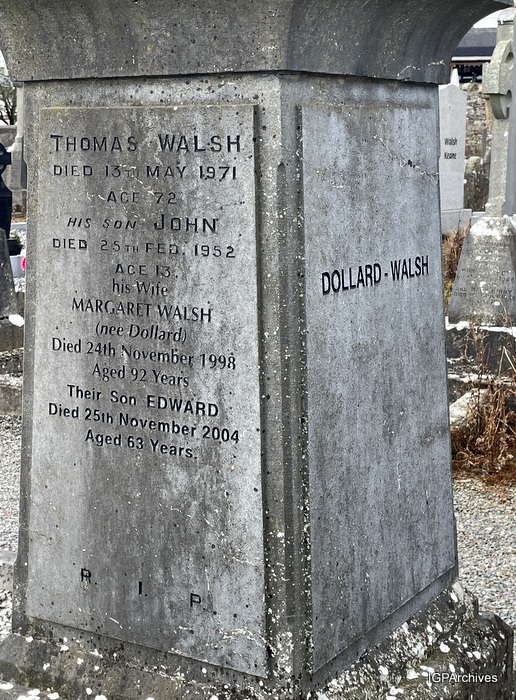 THOMAS WALSH
DIED 13TH MAY 1971
AGE 72
HIS SON JOHN
DIED 25TH FEB. 1952
AGE 13.
his Wife
MARGARET WALSH
(nee Dollard)
Died 24th November 1998
Aged 92 Years
Their Son EDWARD
Died 25th November 2004
Aged 63 Years.
R. I. P.
DOLLARD - WALSH
Walsh
Keane
IGPArchives